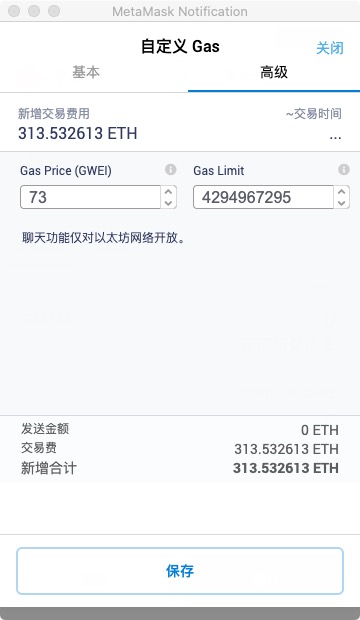 MetaMask Notification
自定义 Gas
关闭
基本
高级
新增交易费用
~交易时间
313.532613 ETH
...
Gas Price (GWEI)
Gas Limit
73
4294967295
聊天功能仅对以太坊网络开放。
发送金额
0 ETH
交易费
313.532613 ETH
新增合计
313.532613 ETH
保存